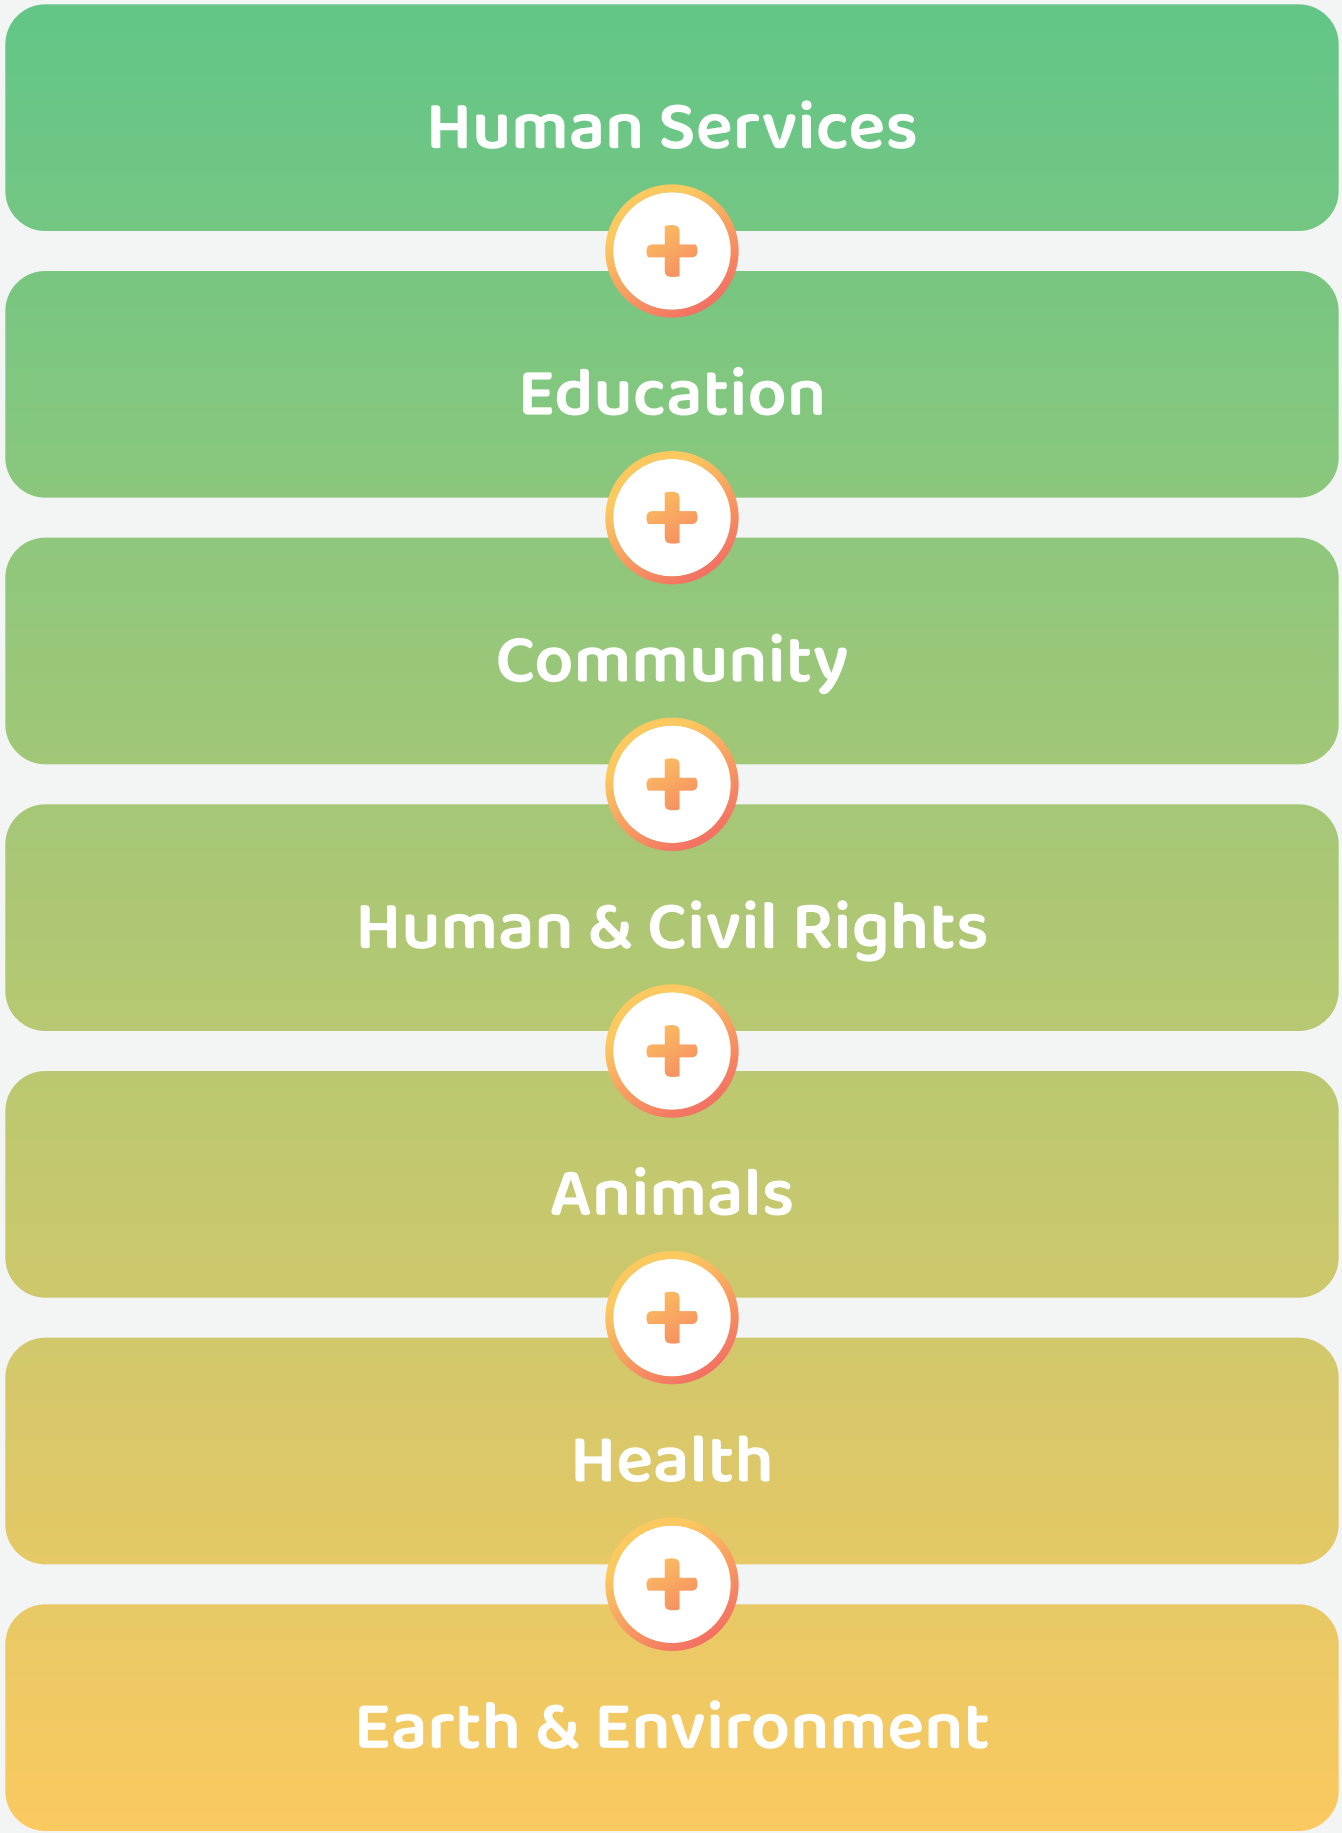 Human Services
+
Education
+
Community
+
Human & Civil Rights
+
Animals
+
Health
+
Earth & Environment